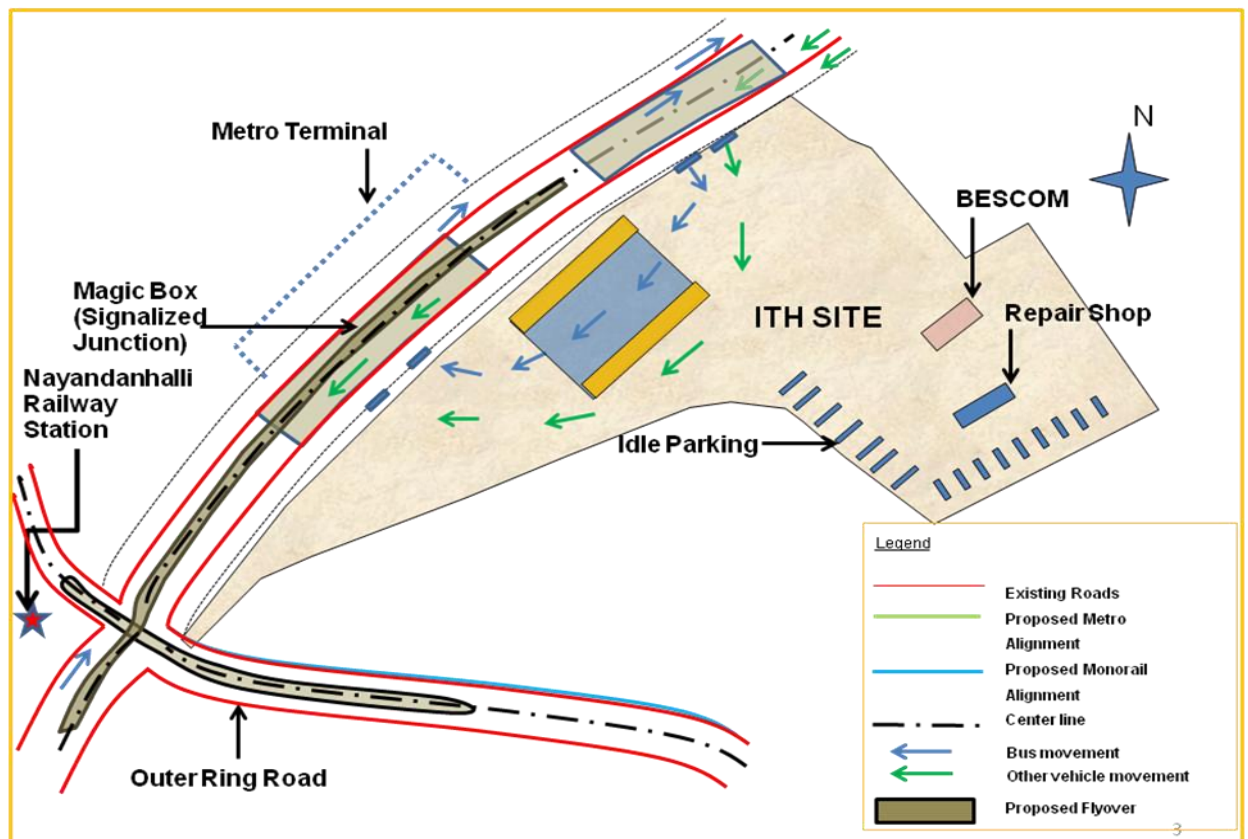 Metro Terminal
N
BESCOM
Magic Box
(Signalized
Junction)
ITH SITE
Repair Shop
Nayandanhalli
Railway
Station
Idle Parking
Outer Ring Road
Legend
Existing Roads
Proposed Metro
Alignment
Proposed Monorail
Alignment
Center line
Bus movement
Other vehicle movement
Proposed Flyover
3